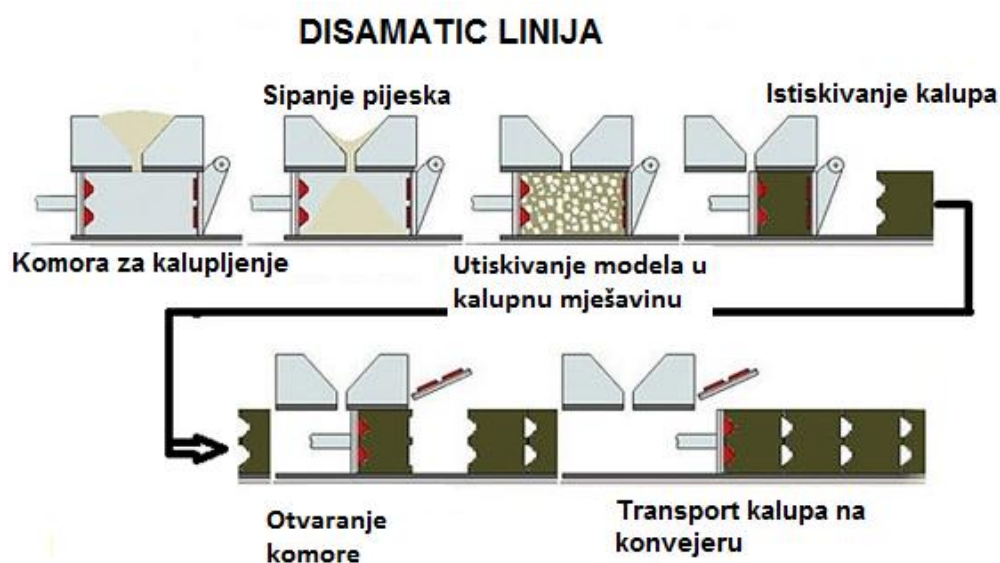 DISAMATIC LINIJA
Sipanje pijeska
Istiskivanje kalupa
Komora za kalupljenje
Utiskivanje modela u
kalupnu mješavinu
Otvaranje
komore
Transport kalupa na
konvejeru